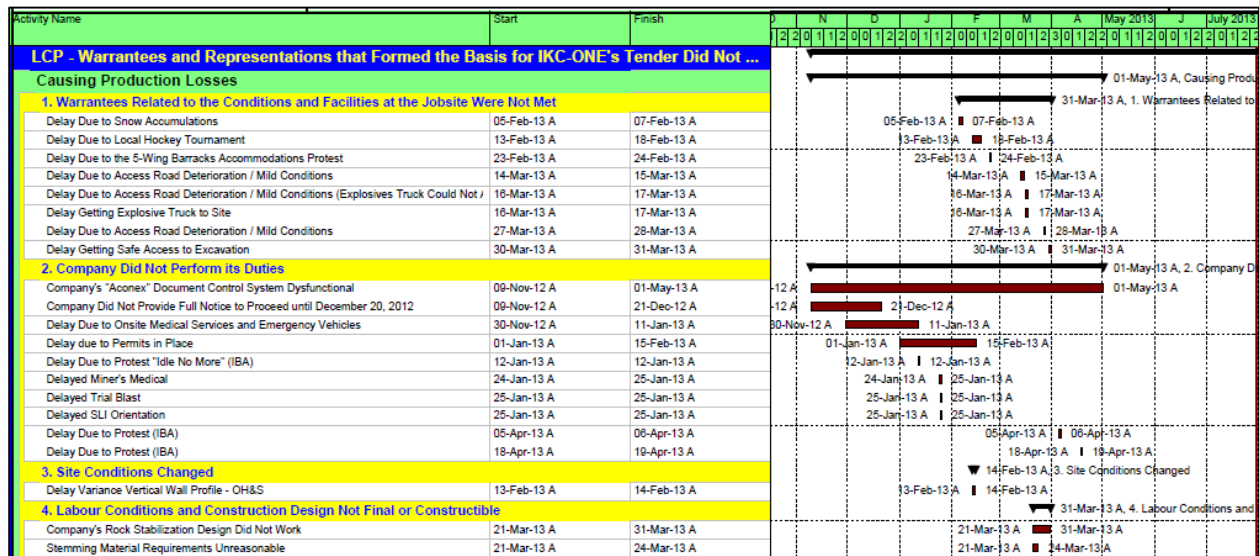 Activity Name Start Finish D N D J F M A May 2013 J July 2013
LCP - Warrantees and Representations that Formed the Basis for IKC-ONE's Tender Did Not ...
Causing Production Losses 01-May-13 A, Causing Produ
1. Warrantees Related to the Conditions and Facilities at the Jobsite Were Not Met 31-Mar-13 A, 1. Warrantees Related to
Delay Due to Snow Accumulations 05-Feb-13 A 07-Feb-13 A 05-Feb-13 A 07-Feb-13 A
Delay Due to Local Hockey Tournament 13-Feb-13 A 18-Feb-13 A 13-Feb-13 A 18-Feb-13 A
Delay Due to the 5-Wing Barracks Accommodations Protest 23-Feb-13 A 24-Feb-13 A 23-Feb-13 A 24-Feb-13 A
Delay Due to Access Road Deterioration / Mild Conditions 14-Mar-13 A 15-Mar-13 A 14-Mar-13 A 15-Mar-13 A
Delay Due to Access Road Deterioration / Mild Conditions (Explosives Truck Could Not 16-Mar-13 A 17-Mar-13 A 16-Mar-13 A 17-Mar-13 A
Delay Getting Explosive Truck to Site 16-Mar-13 A 17-Mar-13 A 16-Mar-13 A 17-Mar-13 A
Delay Due to Access Road Deterioration / Mild Conditions 27-Mar-13 A 28-Mar-13 A 27-Mar-13 A 28-Mar-13 A
Delay Getting Safe Access to Excavation 30-Mar-13 A 31-Mar-13 A 30-Mar-13 A 31-Mar-13 A
2. Company Did Not Perform its Duties 01-May-13 A, 2. Company D
Company's "Aconex" Document Control System Dysfunctional 09-Nov-12 A 01-May-13 A -12 A 01-May-13 A
Company Did Not Provide Full Notice to Proceed until December 20, 2012 09-Nov-12 A 21-Dec-12 A -12 A 21-Dec-12 A
Delay Due to Onsite Medical Services and Emergency Vehicles 30-Nov-12 A 11-Jan-13 A 30-Nov-12 A 11-Jan-13 A
Delay due to Permits in Place 01-Jan-13 A 15-Feb-13 A 01-Jan-13 A 15-Feb-13 A
Delay Due to Protest "Idle No More" (IBA) 12-Jan-13 A 12-Jan-13 A 12-Jan-13 A 12-Jan-13 A
Delayed Miner's Medical 24-Jan-13 A 25-Jan-13 A 24-Jan-13 A 25-Jan-13 A
Delayed Trial Blast 25-Jan-13 A 25-Jan-13 A 25-Jan-13 A 25-Jan-13 A
Delayed SLI Orientation 25-Jan-13 A 25-Jan-13 A 25-Jan-13 A 25-Jan-13 A
Delay Due to Protest (IBA) 05-Apr-13 A 06-Apr-13 A 05-Apr-13 A 06-Apr-13 A
Delay Due to Protest (IBA) 18-Apr-13 A 19-Apr-13 A 18-Apr-13 A 19-Apr-13 A
3. Site Conditions Changed 14-Feb-13 A, 3. Site Conditions Changed
Delay Variance Vertical Wall Profile - OH&S 13-Feb-13 A 14-Feb-13 A 13-Feb-13 A 14-Feb-13 A
4. Labour Conditions and Construction Design Not Final or Constructible 31-Mar-13 A, 4. Labour Conditions and
Company's Rock Stabilization Design Did Not Work 21-Mar-13 A 31-Mar-13 A 21-Mar-13 A 31-Mar-13 A
Stemming Material Requirements Unreasonable 21-Mar-13 A 24-Mar-13 A 21-Mar-13 A 24-Mar-13 A